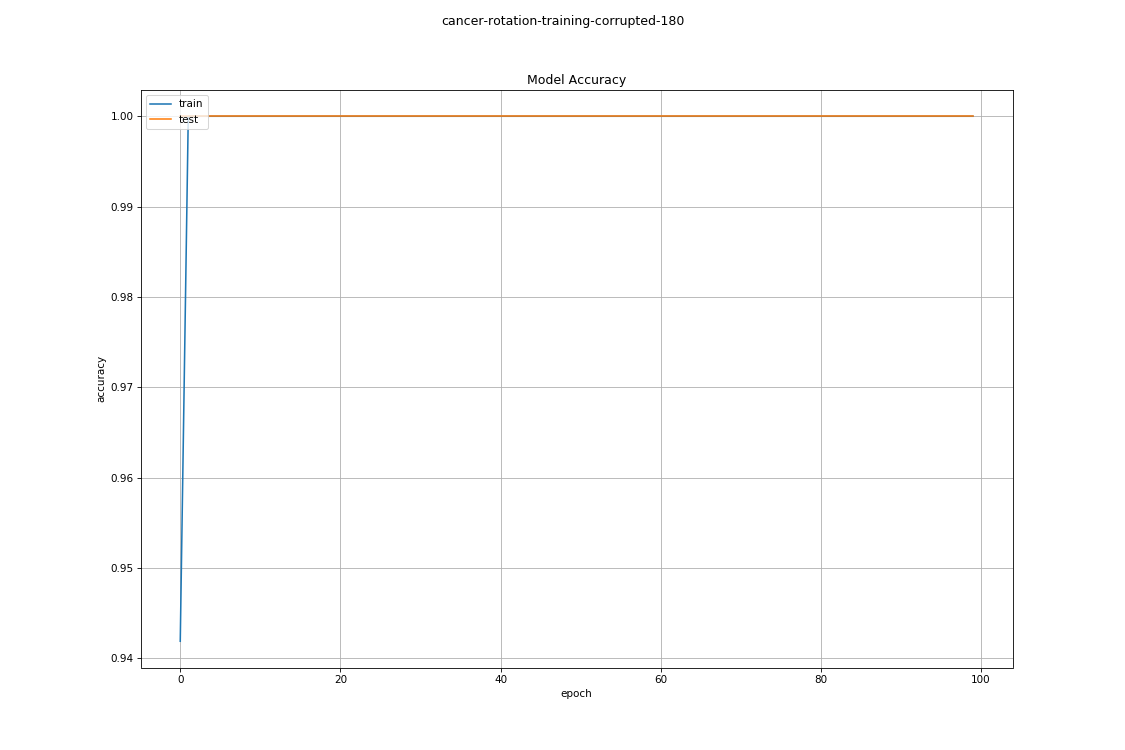 cancer-rotation-training-corrupted-180
Model Accuracy
train
test
1.00
0.99
0.98
0.97
0.96
0.95
0.94
accuracy
0 20 40 60 80 100
epoch